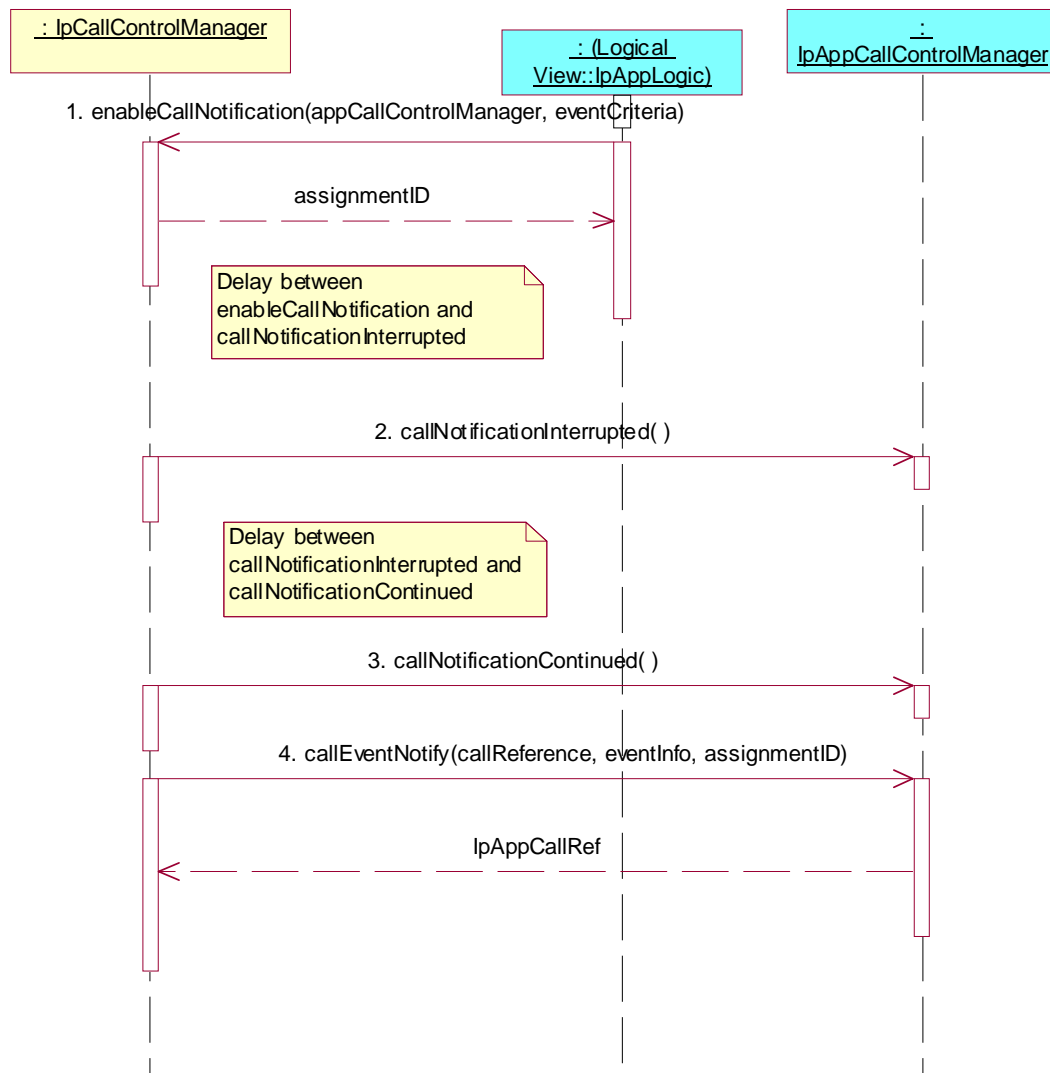 : IpCallControlManager
: (Logical
View::IpAppLogic)
:
IpAppCallControlManager
1. enableCallNotification(appCallControlManager, eventCriteria)
assignmentID
Delay between
enableCallNotification and
callNotificationInterrupted
2. callNotificationInterrupted( )
Delay between
callNotificationInterrupted and
callNotificationContinued
3. callNotificationContinued( )
4. callEventNotify(callReference, eventInfo, assignmentID)
IpAppCallRef